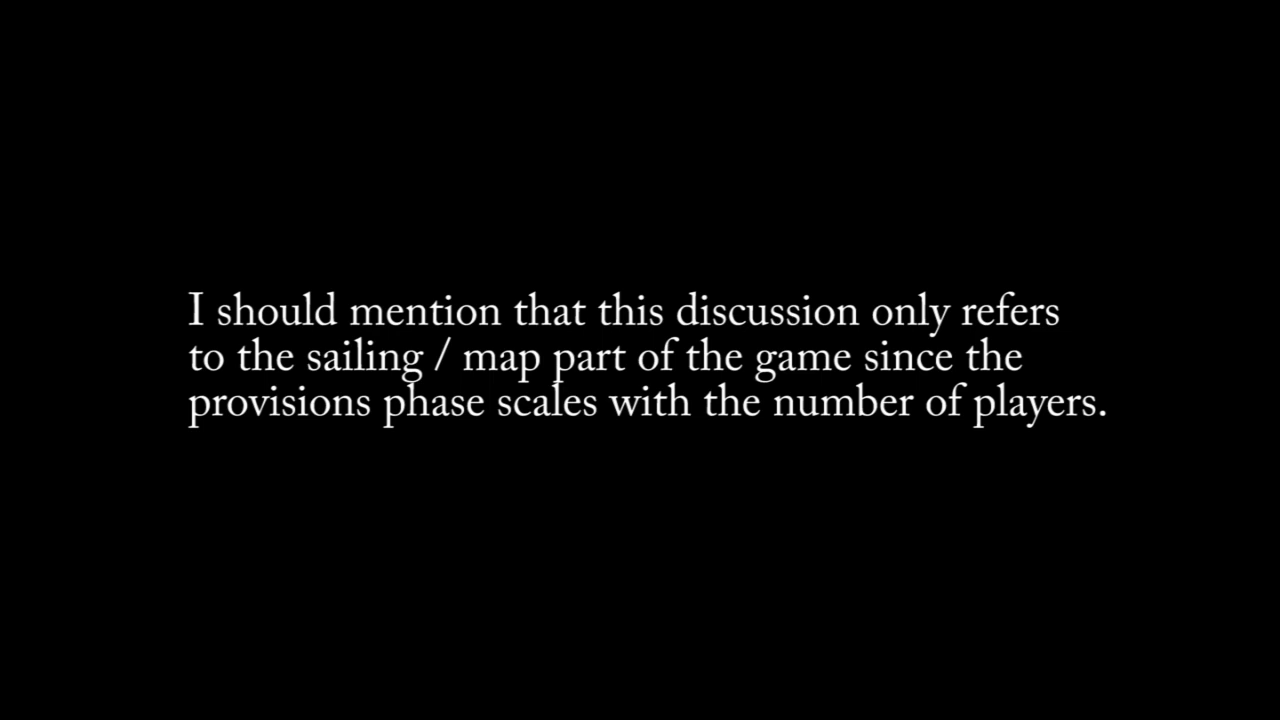 I should mention that this discussion only refers
to the sailing / map part of the game since the
provisions phase scales with the number of players.